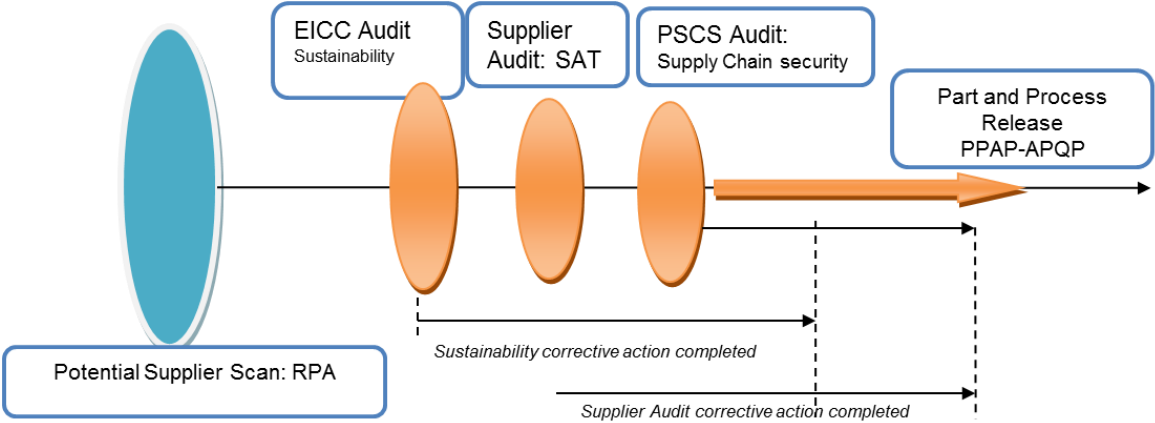 EICC Audit
Sustainability
Supplier
Audit: SAT
PSCS Audit:
Supply Chain security
Part and Process
Release
PPAP-APQP
Sustainability corrective action completed
Potential Supplier Scan: RPA
Supplier Audit corrective action completed